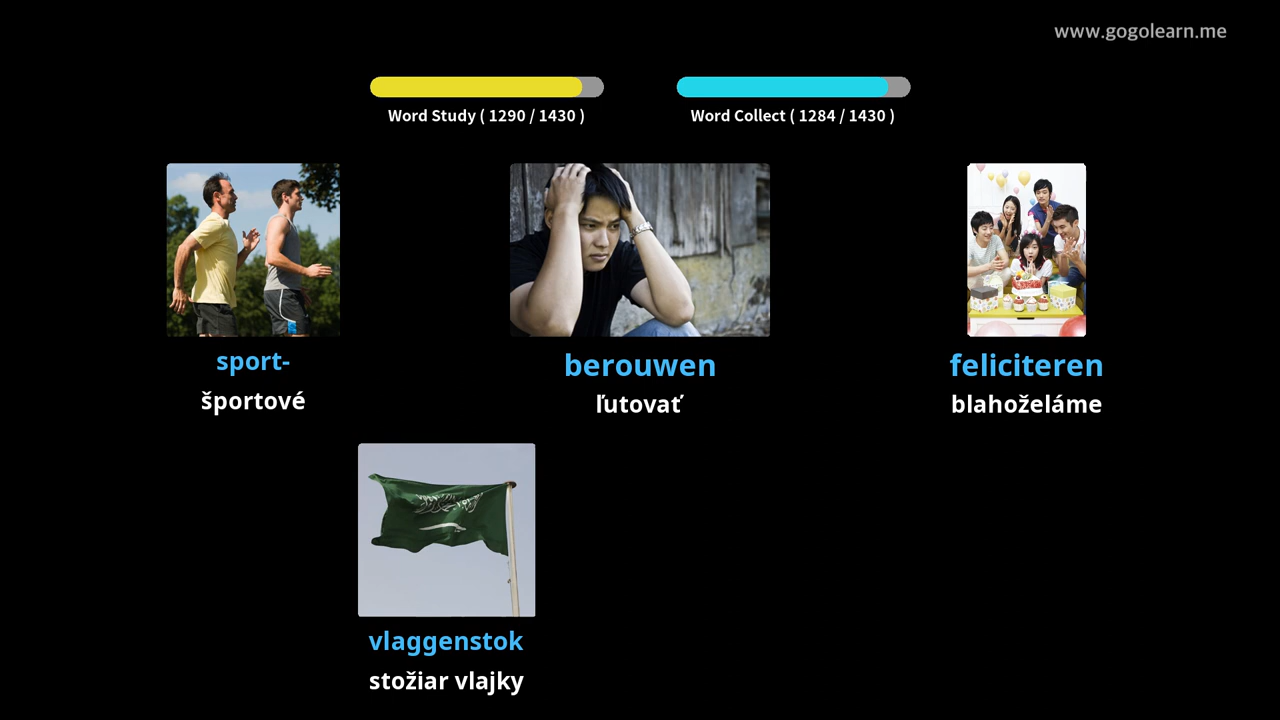 www.gogolearn.me
Word Study ( 1290 / 1430 )
Word Collect ( 1284 / 1430 )
sport-
športové
berouwen
ľutovať
feliciteren
blahoželáme
vlaggenstok
stožiar vlajky